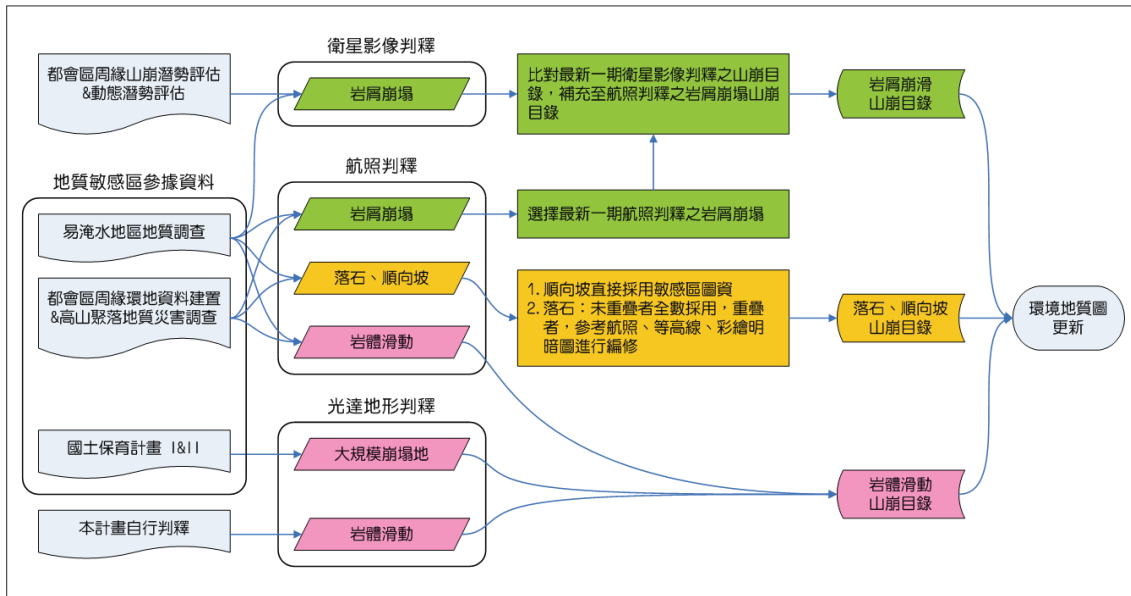 衛星影像判釋
都會區周緣山崩潛勢評估
&動態潛勢評估
岩屑崩塌
比對最新一期衛星影像判釋之山崩目
錄，補充至航照判釋之岩屑崩塌山崩
目錄
岩屑崩滑
山崩目錄
地質敏感區參據資料
航照判釋
易淹水地區地質調查
岩屑崩塌
選擇最新一期航照判釋之岩屑崩塌
都會區周緣環地資料建置
&高山聚落地質災害調查
落石、順向坡
1. 順向坡直接採用敏感區圖資
2. 落石：未重疊者全數採用，重疊
者，參考航照、等高線、彩繪明
暗圖進行編修
落石、順向坡
山崩目錄
環境地質圖
更新
岩體滑動
光達地形判釋
國土保育計畫 I&II
大規模崩塌地
岩體滑動
山崩目錄
本計畫自行判釋
岩體滑動